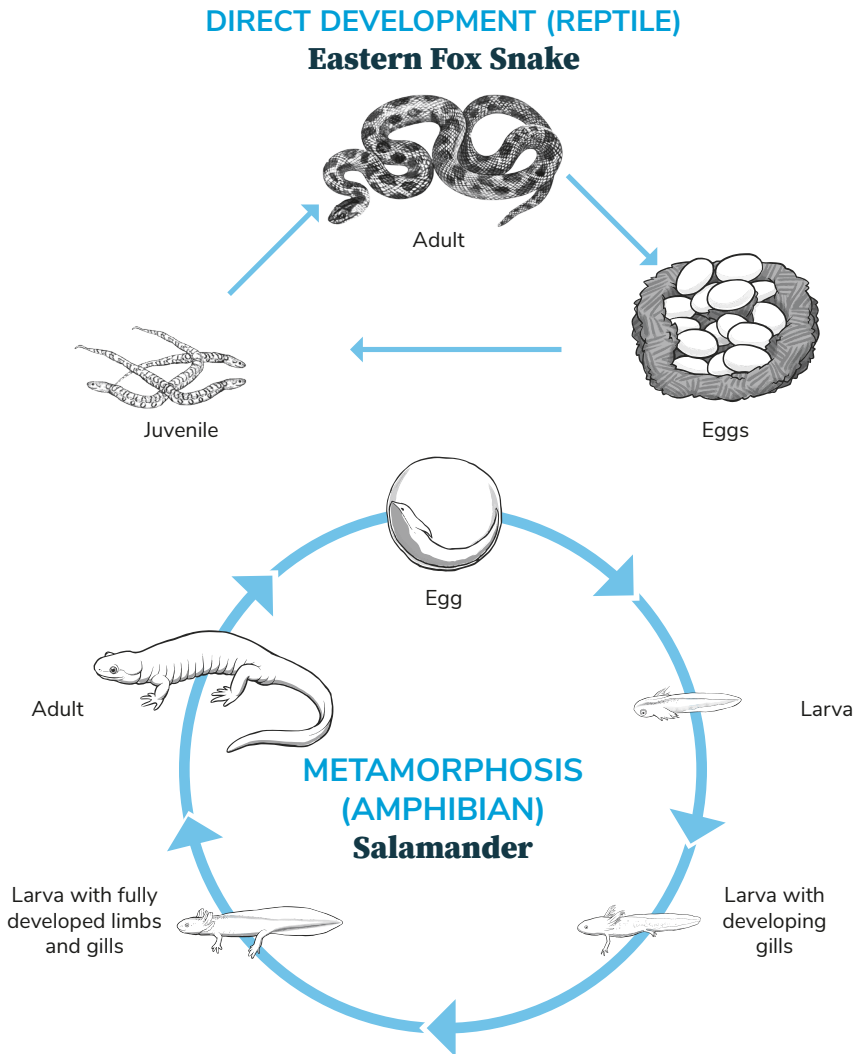 DIRECT DEVELOPMENT (REPTILE)
Eastern Fox Snake
Adult
Juvenile
Eggs
Egg
Adult
Larva
METAMORPHOSIS
(AMPHIBIAN)
Salamander
Larva with fully
developed limbs
and gills
Larva with
developing
gills